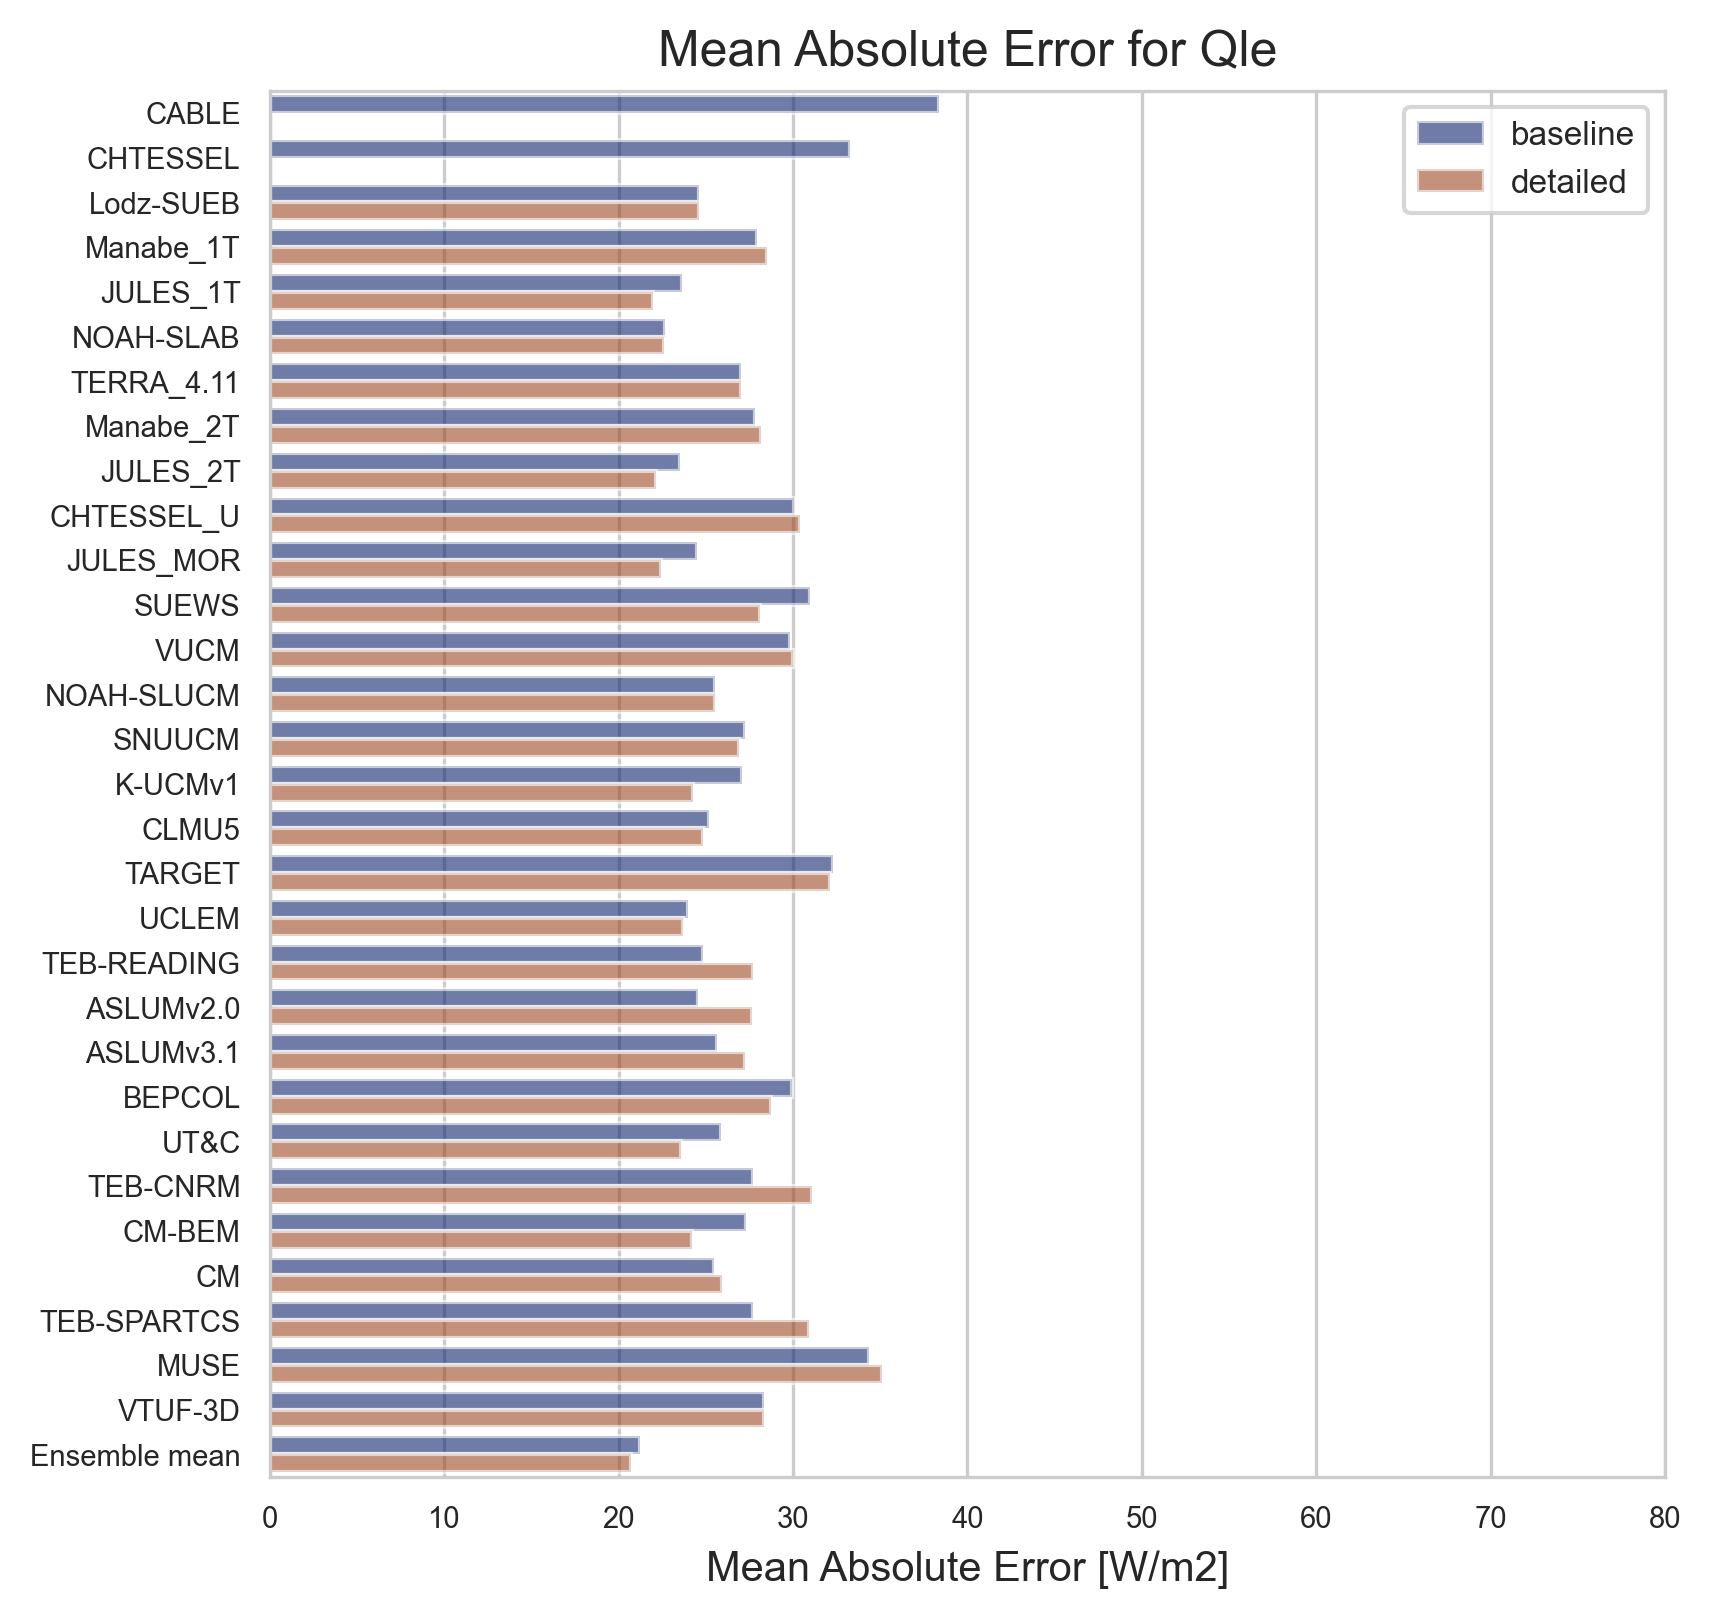 Mean Absolute Error for Qle
baseline
detailed
CABLE
CHTESSEL
Lodz-SUEB
Manabe_1T
JULES_1T
NOAH-SLAB
TERRA_4.11
Manabe_2T
JULES_2T
CHTESSEL_U
JULES_MOR
SUEWS
VUCM
NOAH-SLUCM
SNUUCM
K-UCMv1
CLMU5
TARGET
UCLEM
TEB-READING
ASLUMv2.0
ASLUMv3.1
BEPCOL
UT&C
TEB-CNRM
CM-BEM
CM
TEB-SPARTCS
MUSE
VTUF-3D
Ensemble mean
0 10 20 30 40 50 60 70 80
Mean Absolute Error [W/m2]